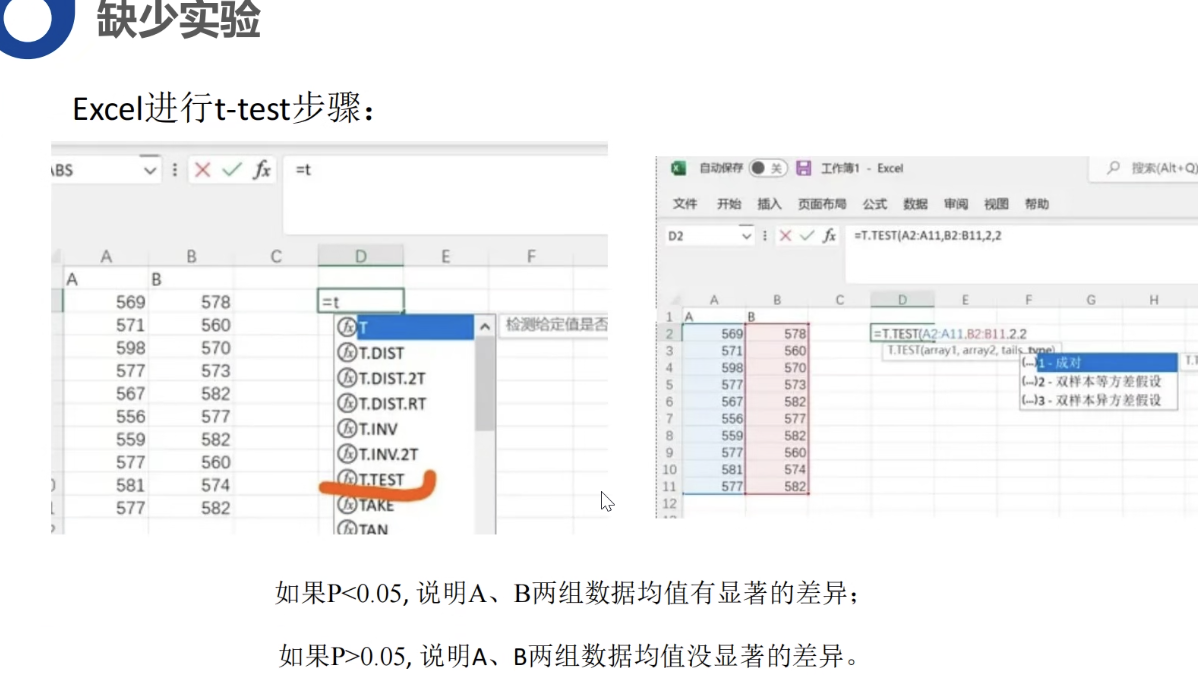 缺少实验
Excel进行t-test步骤：
ABS
fx
=t
A B C D E F
A B
569 578 =t
571 560
598 570
577 573
567 582
556 577
559 582
577 560
581 574
577 582
T
检测给定值是否
T.DIST
T.DIST.2T
T.DIST.RT
T.INV
T.INV.2T
T.TEST
TAKE
TAN
自动保存 关 工作簿1 - Excel 搜索(Alt+Q)
文件 开始 插入 页面布局 公式 数据 审阅 视图 帮助
D2 fx =T.TEST(A2:A11,B2:B11,2,2
A B C D E F G H
1 A B
2 569 578 =T.TEST(A2:A11,B2:B11,2,2
3 571 560 T.TEST(array1, array2, tails, type)
4 598 570 (...)1 - 成对
5 577 573 (...)2 - 双样本等方差假设
6 567 582 (...)3 - 双样本异方差假设
7 556 577
8 559 582
9 577 560
10 581 574
11 577 582
12
如果P<0.05, 说明A、B两组数据均值有显著的差异；
如果P>0.05, 说明A、B两组数据均值没显著的差异。